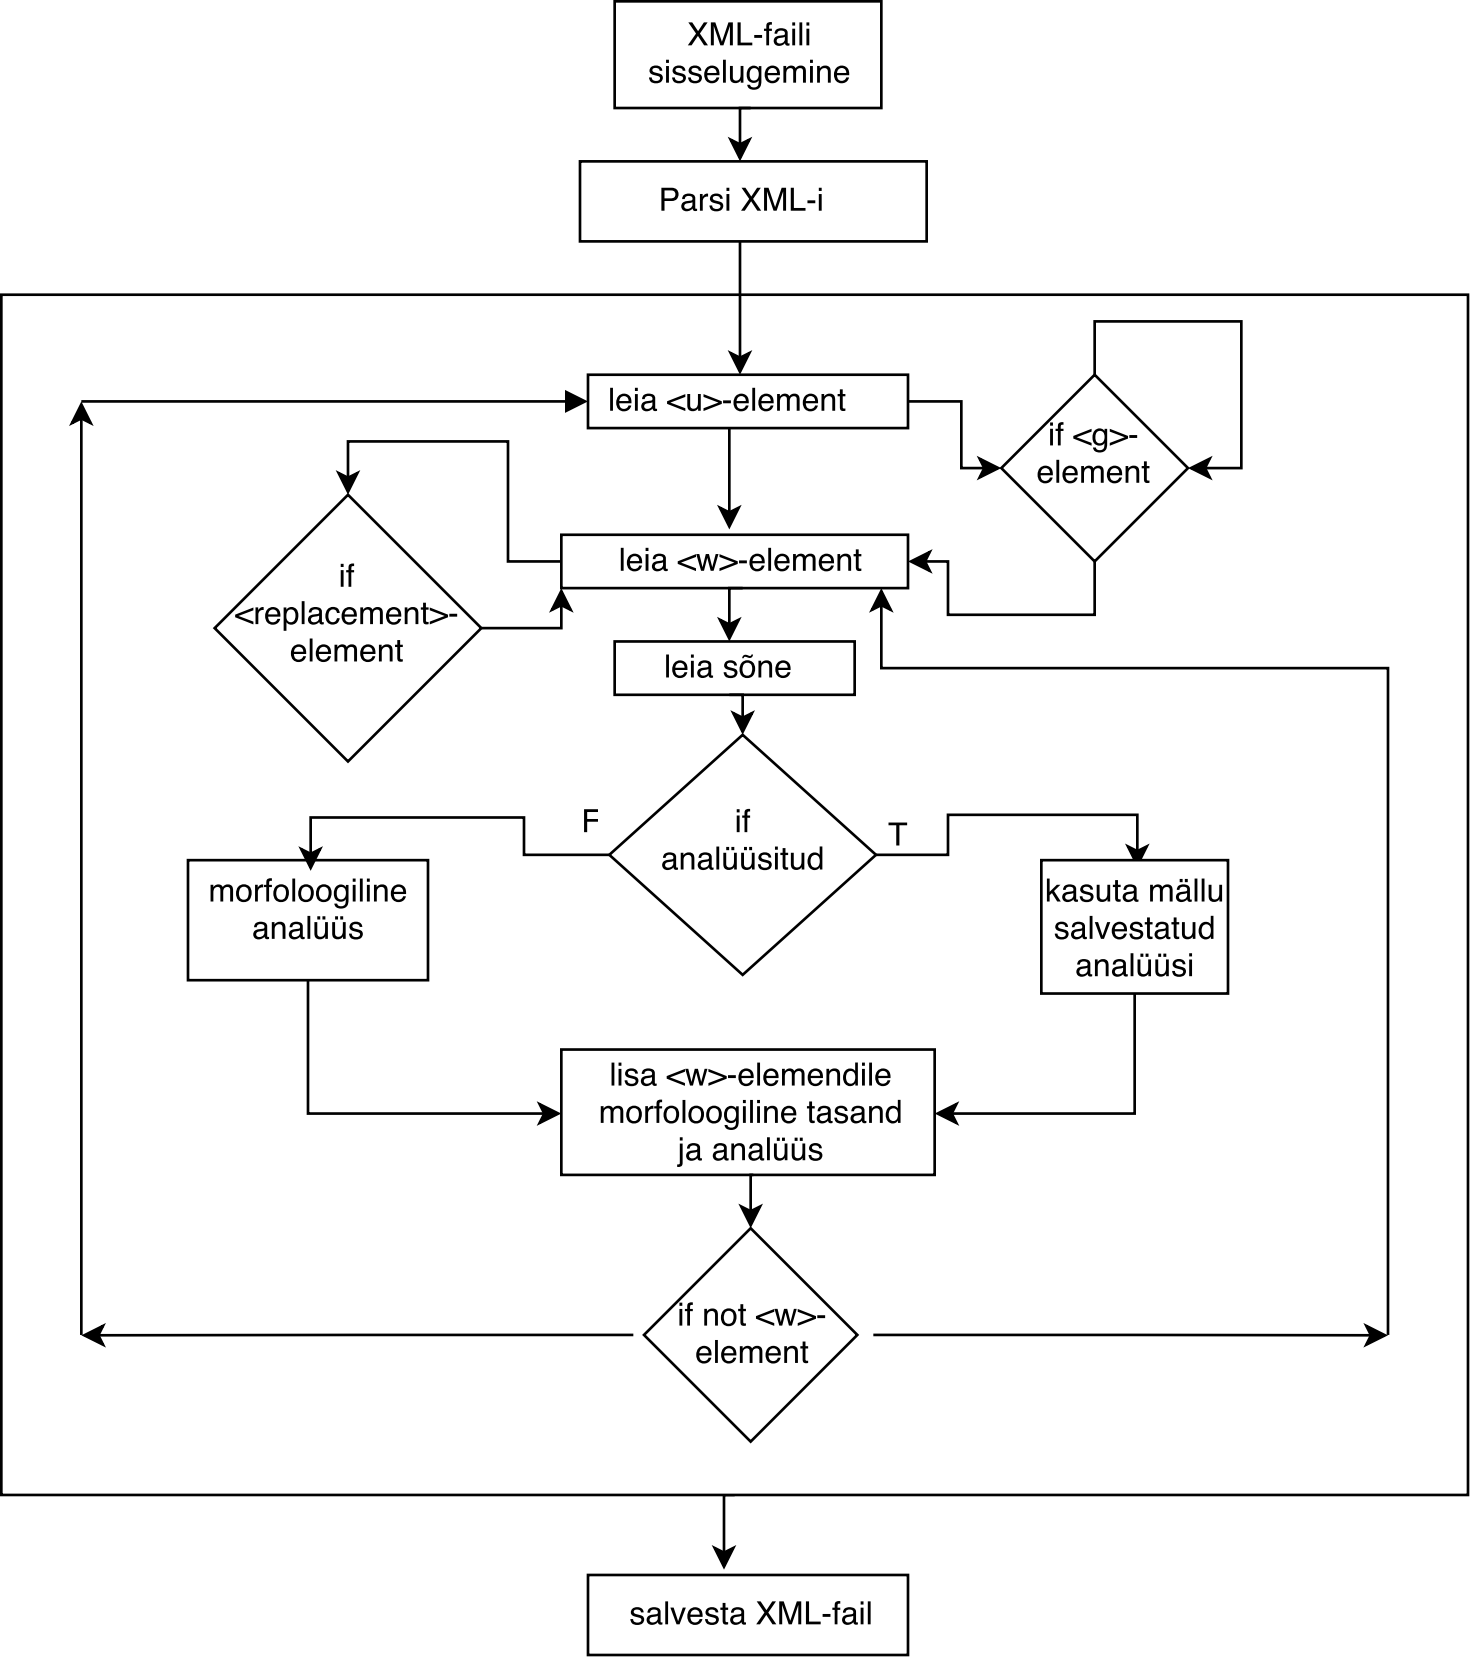 XML-faili
sisselugemine
Parsi XML-i
leia <u>-element
if <g>-
element
leia <w>-element
if
<replacement>-
element
leia sõne
F
if
analüüsitud
T
morfoloogiline
analüüs
kasuta mällu
salvestatud
analüüsi
lisa <w>-elemendile
morfoloogiline tasand
ja analüüs
if not <w>-
element
salvesta XML-fail